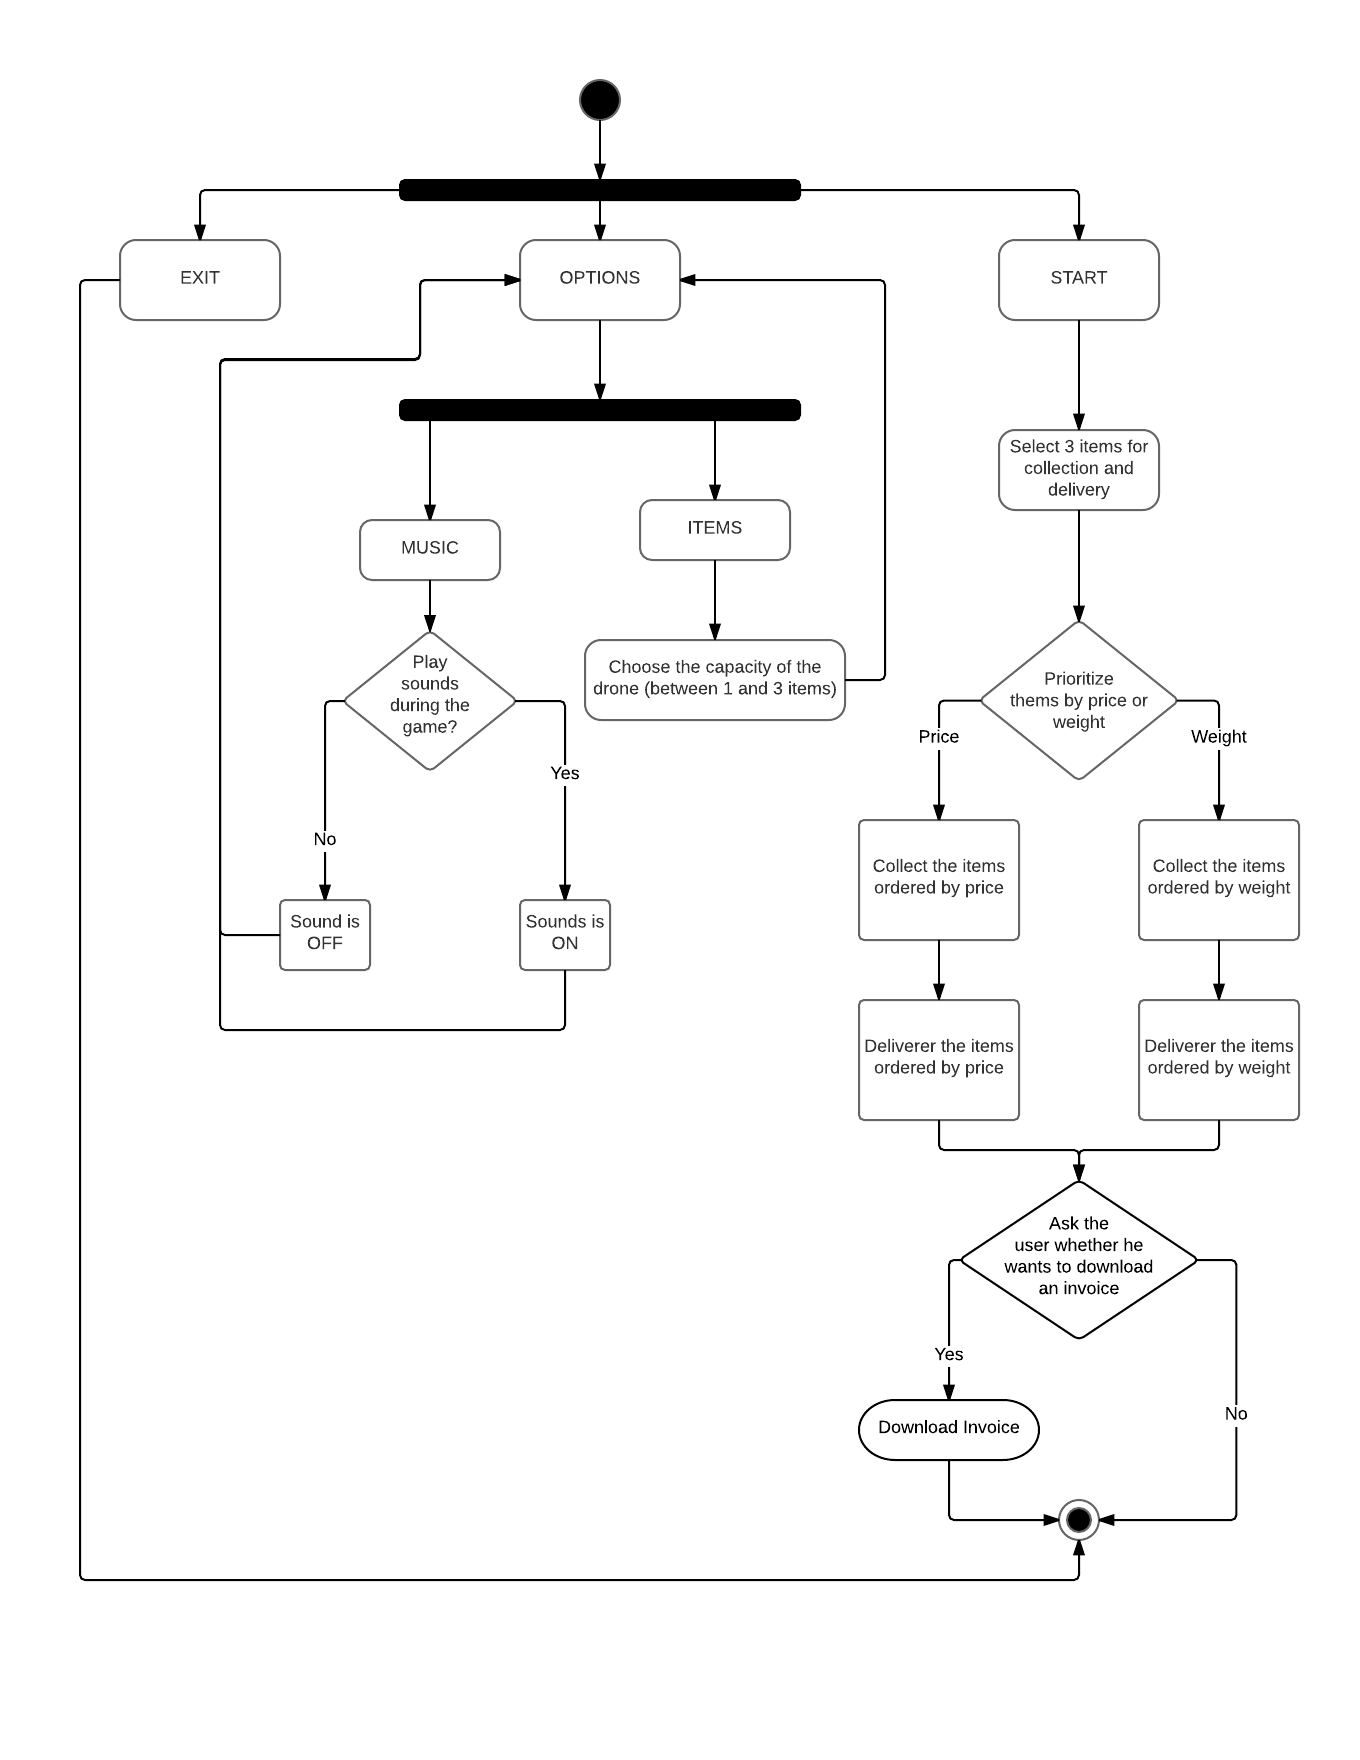 EXIT
OPTIONS
START
Select 3 items for
collection and
delivery
MUSIC
ITEMS
Play
sounds
during the
game?
Choose the capacity of the
drone (between 1 and 3 items)
Prioritize
thems by price or
weight
Price
Weight
Yes
No
Collect the items
ordered by price
Collect the items
ordered by weight
Sound is
OFF
Sounds is
ON
Deliverer the items
ordered by price
Deliverer the items
ordered by weight
Ask the
user whether he
wants to download
an invoice
Yes
No
Download Invoice